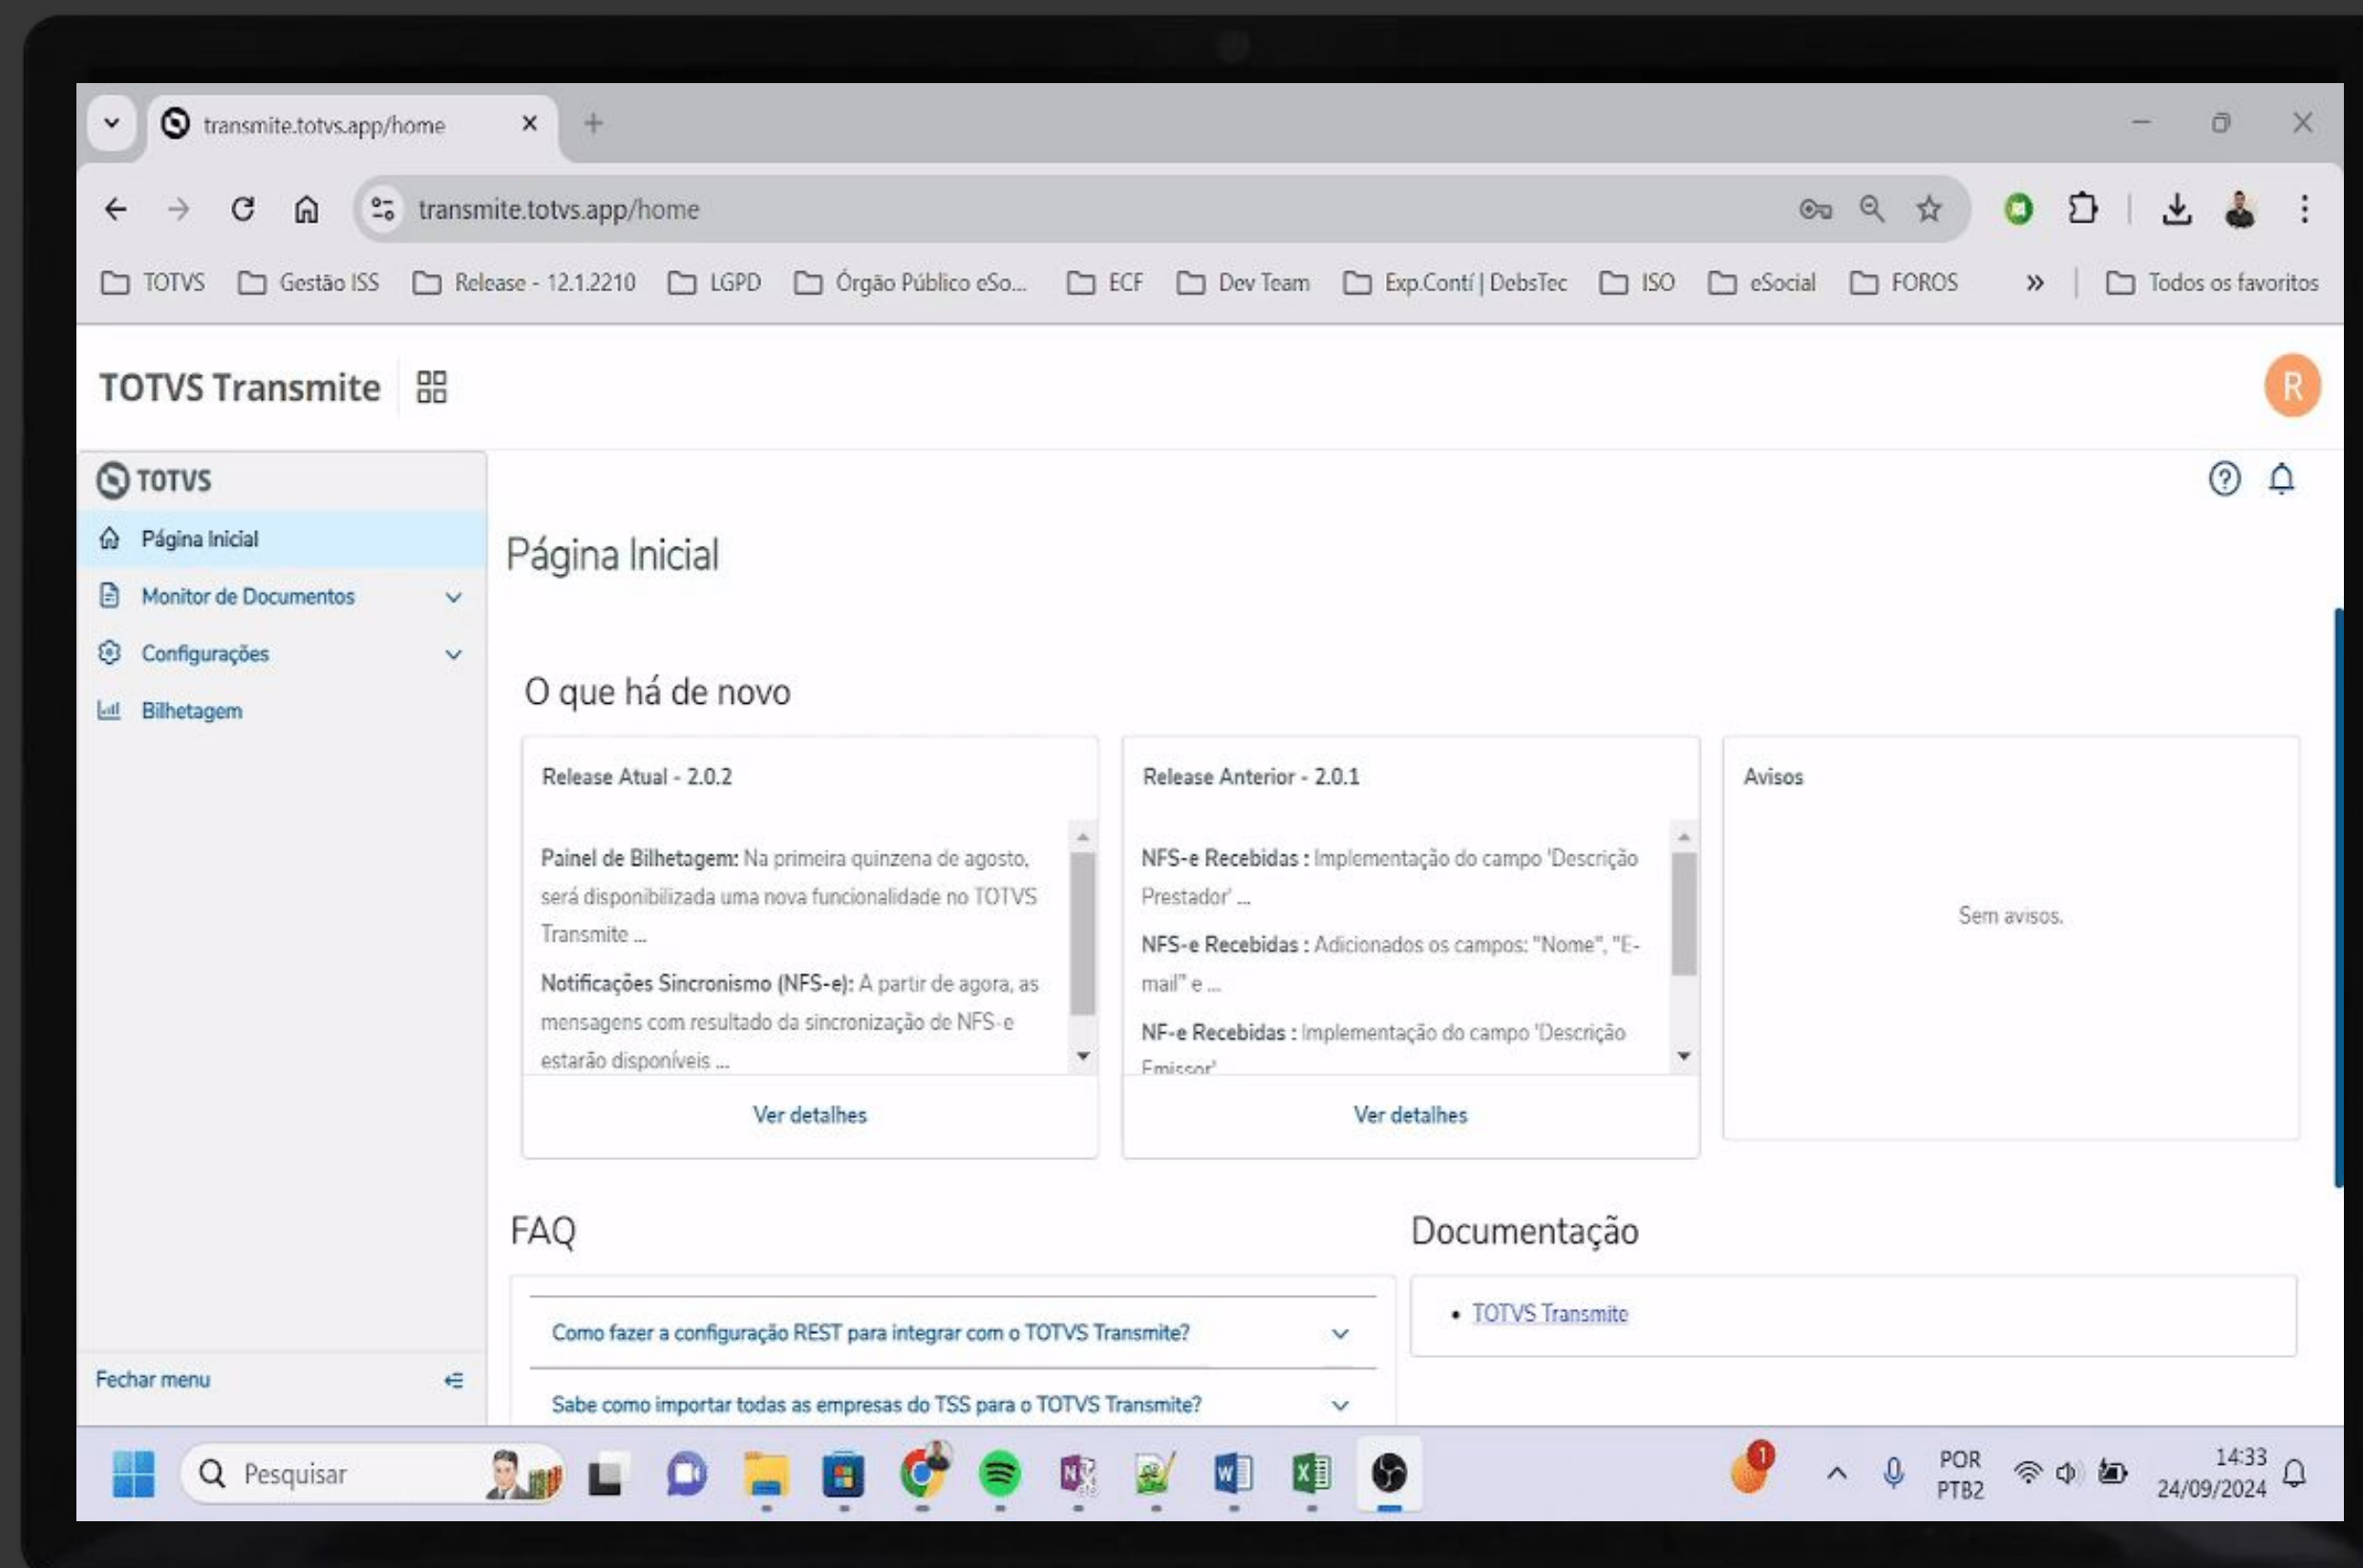 transmite.totvs.app/home
transmite.totvs.app/home
TOTVS Gestão ISS Release - 12.1.2210 LGPD Órgão Público eSo... ECF Dev Team Exp.Contí | DebsTec ISO eSocial FOROS » Todos os favoritos
TOTVS Transmite
R
TOTVS
Página Inicial
Monitor de Documentos
Configurações
Bilhetagem
Fechar menu
Página Inicial
O que há de novo
Release Atual - 2.0.2
Painel de Bilhetagem: Na primeira quinzena de agosto,
será disponibilizada uma nova funcionalidade no TOTVS
Transmite ...
Notificações Sincronismo (NFS-e): A partir de agora, as
mensagens com resultado da sincronização de NFS-e
estarão disponíveis ...
Ver detalhes
Release Anterior - 2.0.1
NFS-e Recebidas : Implementação do campo 'Descrição
Prestador' ...
NFS-e Recebidas : Adicionados os campos: "Nome", "E-
mail" e ...
NF-e Recebidas : Implementação do campo 'Descrição
Emissor'
Ver detalhes
Avisos
Sem avisos.
FAQ
Como fazer a configuração REST para integrar com o TOTVS Transmite?
Sabe como importar todas as empresas do TSS para o TOTVS Transmite?
Documentação
• TOTVS Transmite
Pesquisar
1
POR
PTB2
14:33
24/09/2024